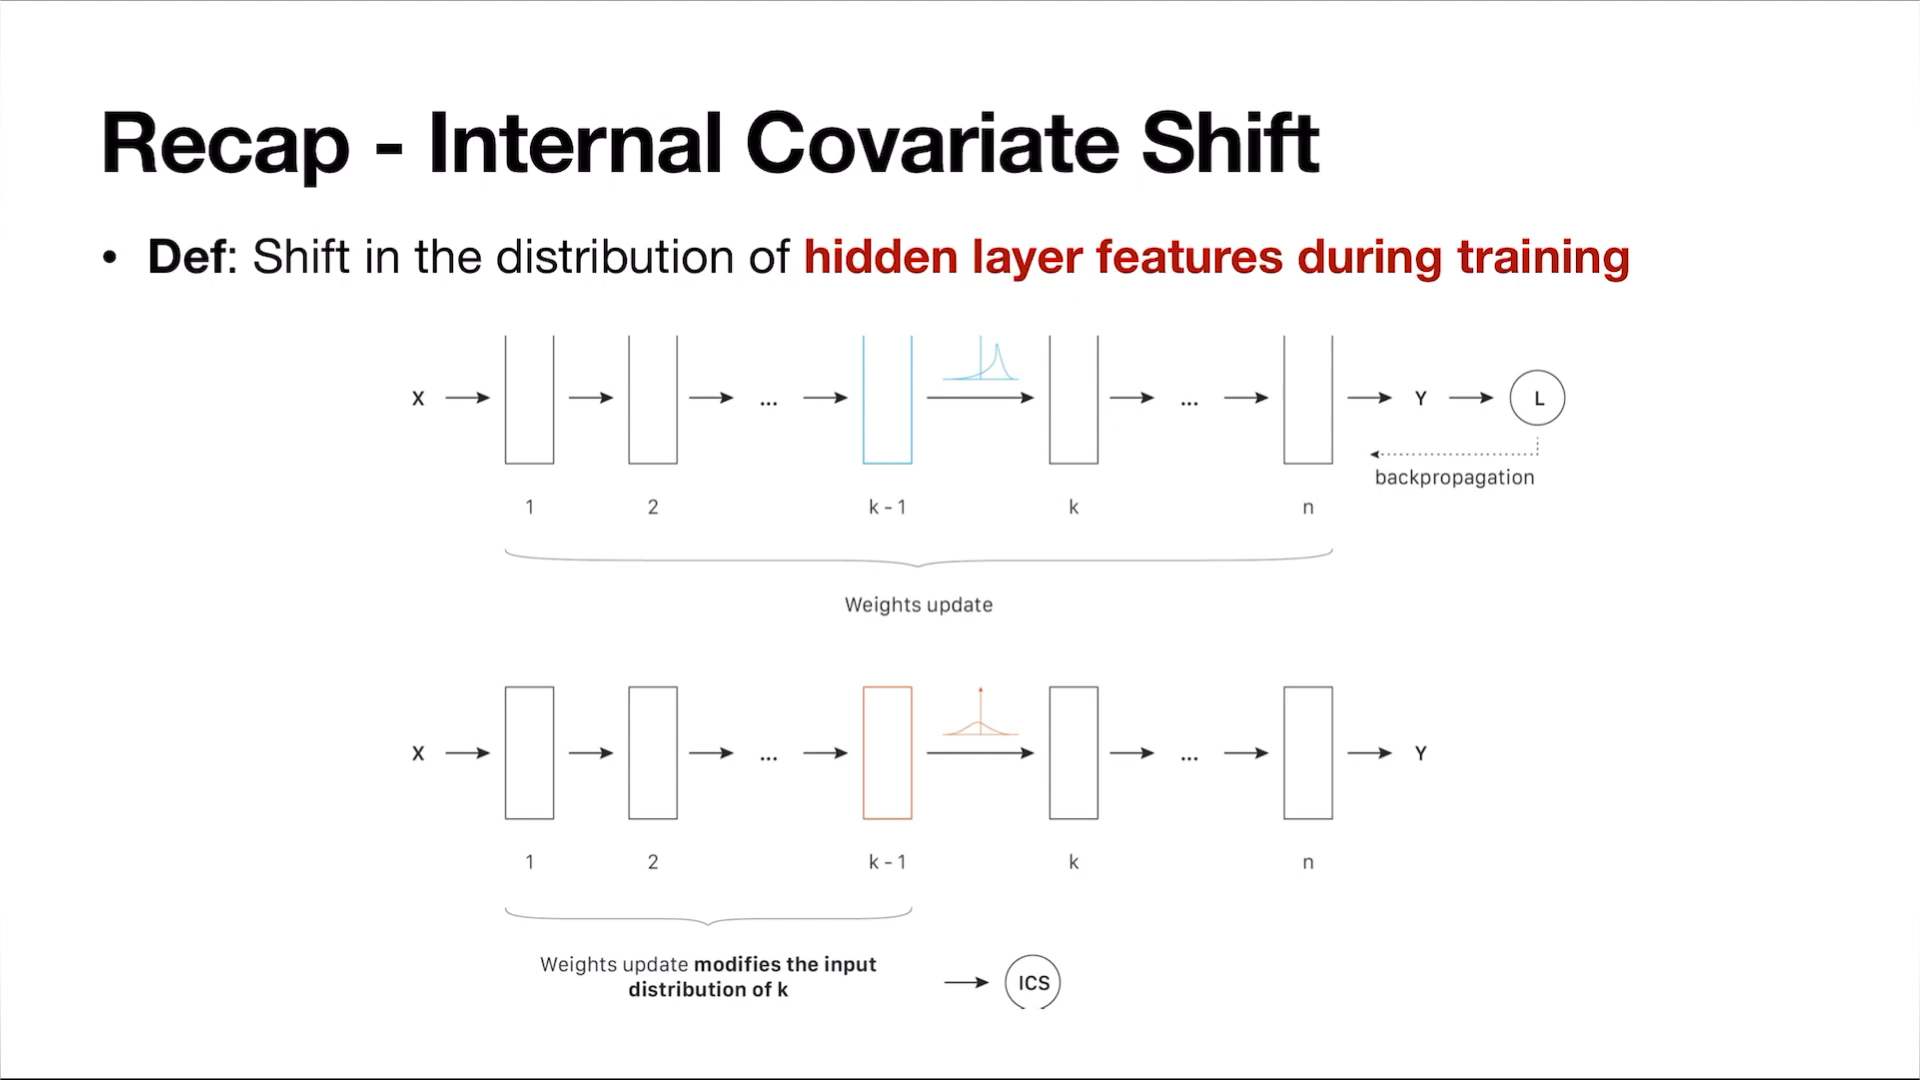 Recap - Internal Covariate Shift
• Def: Shift in the distribution of hidden layer features during training
X ... Y L
backpropagation
1 2 k - 1 k n
Weights update
X ... ... Y
1 2 k - 1 k n
Weights update modifies the input
distribution of k
ICS